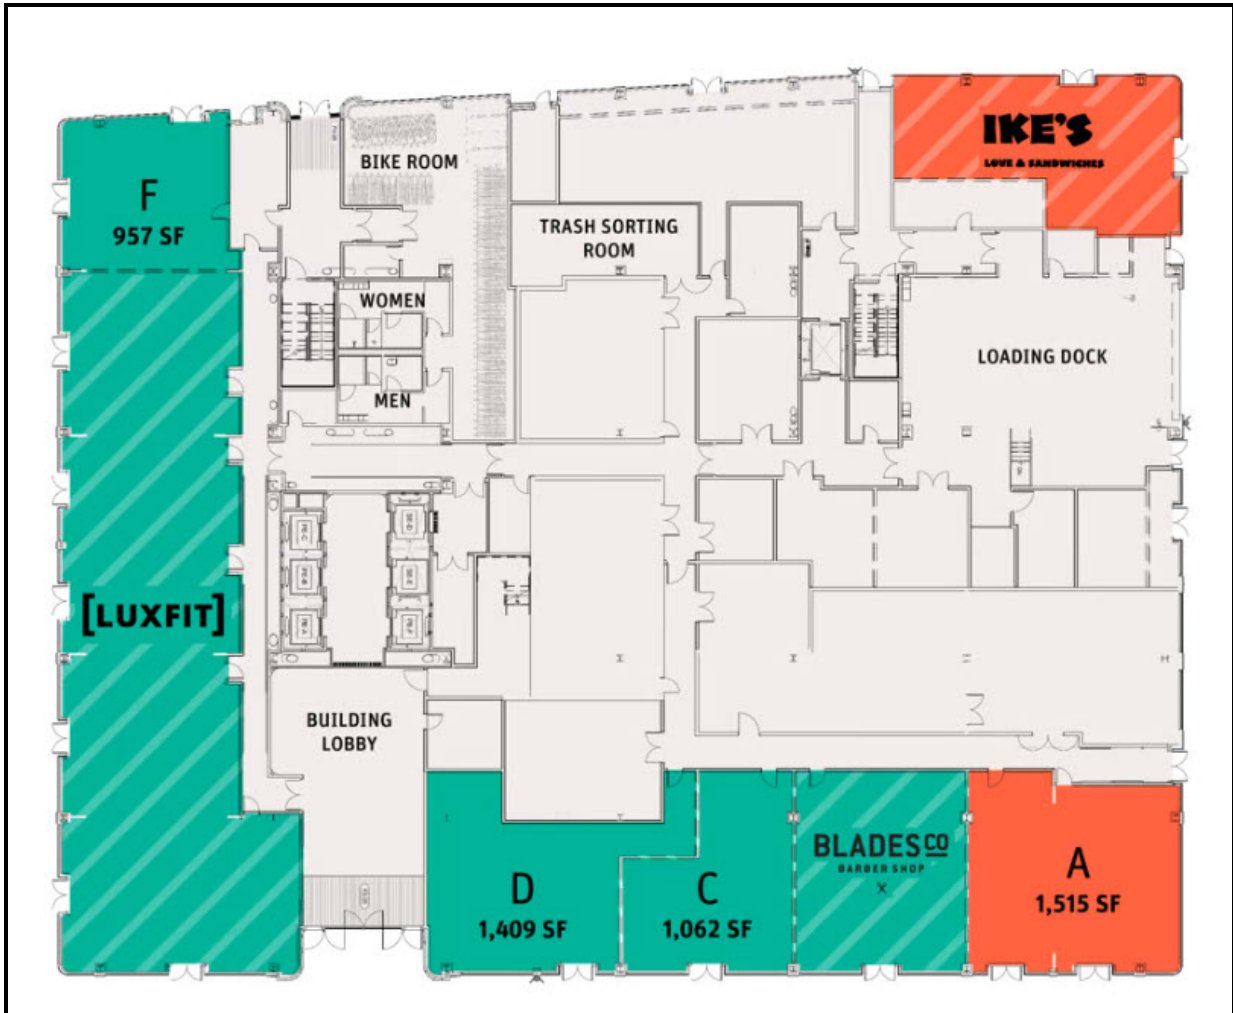 IKE'S
LOVE & SANDWICHES
BIKE ROOM
F
957 SF
TRASH SORTING
ROOM
WOMEN
LOADING DOCK
MEN
[LUXFIT]
BUILDING
LOBBY
BLADES CO
BARBER SHOP
X
A
1,515 SF
D
1,409 SF
C
1,062 SF